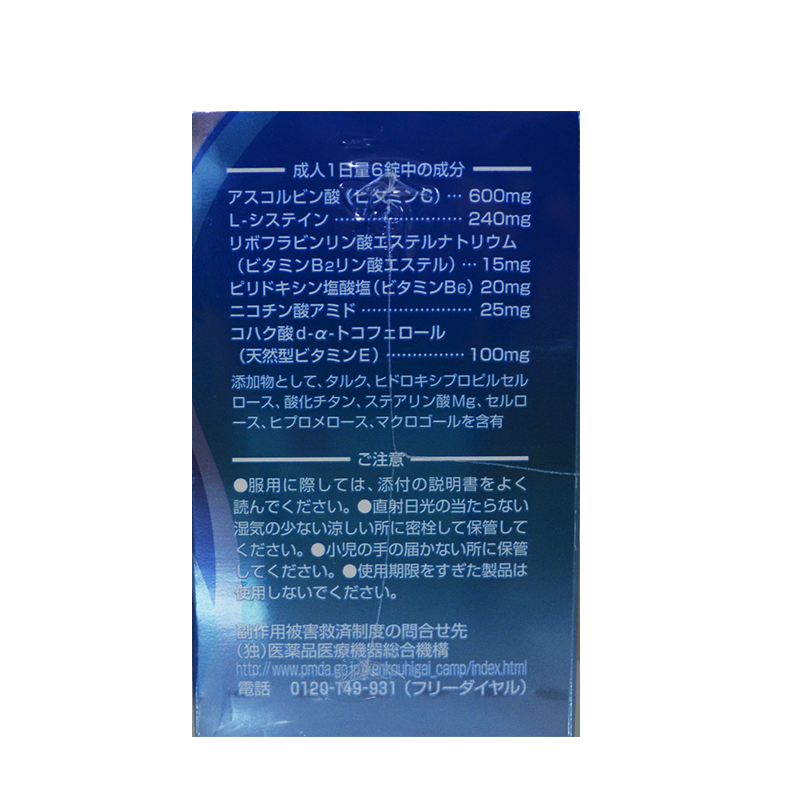 成人1日量6錠中の成分
アスコルビン酸(ビタミンC)… 600mg
L-システイン …………………… 240mg
リボフラビンリン酸エステルナトリウム
(ビタミンB2リン酸エステル)… 15mg
ピリドキシン塩酸塩(ビタミンB6) 20mg
ニコチン酸アミド ………………… 25mg
コハク酸d-α-トコフェロール
(天然型ビタミンE)…………… 100mg
添加物として、タルク、ヒドロキシプロピルセル
ロース、酸化チタン、ステアリン酸Mg、セルロ
ース、ヒプロメロース、マクロゴールを含有
ご注意
●服用に際しては、添付の説明書をよく
読んでください。●直射日光の当たらない
湿気の少ない涼しい所に密栓して保管して
ください。●小児の手の届かない所に保管
してください。●使用期限をすぎた製品は
使用しないでください。
副作用被害救済制度の問合せ先
(独)医薬品医療機器総合機構
http://www.pmda.go.jp/kenkouhigai_camp/index.html
電話 0120-149-931(フリーダイヤル)